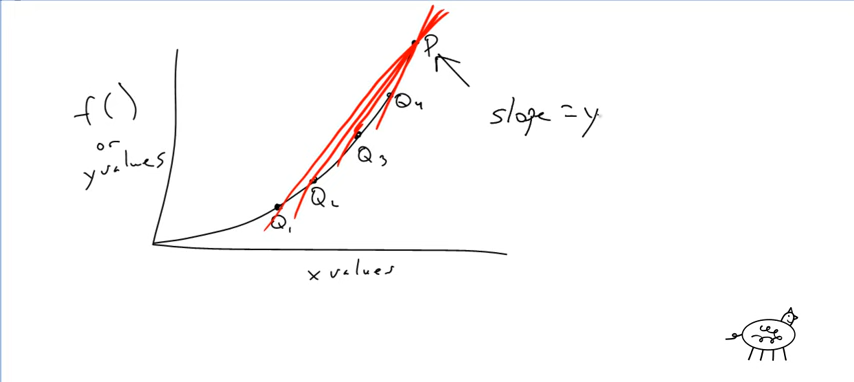 f()
or
y values
x values
P
Q₄
Q₃
Q₂
Q₁
slope = y